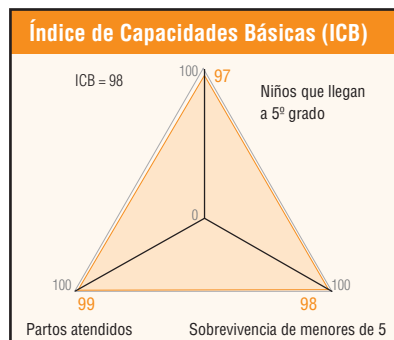 Índice de Capacidades Básicas (ICB)
ICB = 98
100
97
Niños que llegan
a 5º grado
0
100
100
99
98
Partos atendidos
Sobrevivencia de menores de 5